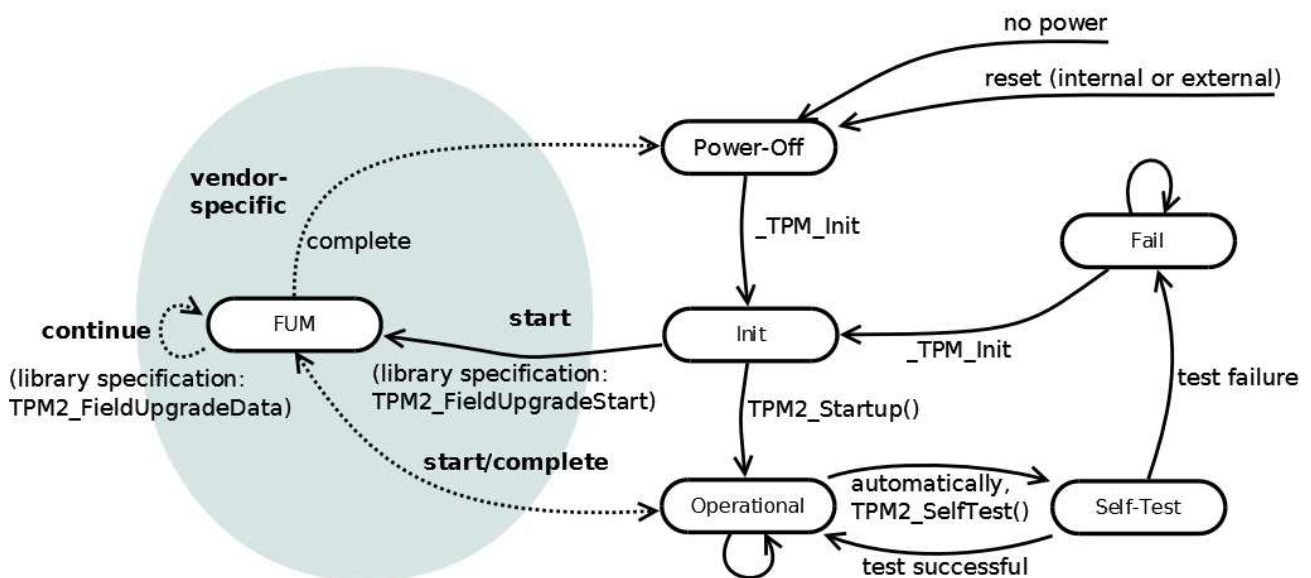 no power
reset (internal or external)
Power-Off
vendor-
specific
_TPM_Init
complete
Fail
FUM
start
Init
continue
_TPM_Init
(library specification:
TPM2_FieldUpgradeData)
(library specification:
TPM2_FieldUpgradeStart)
test failure
TPM2_Startup()
start/complete
Operational
automatically,
TPM2_SelfTest()
Self-Test
test successful